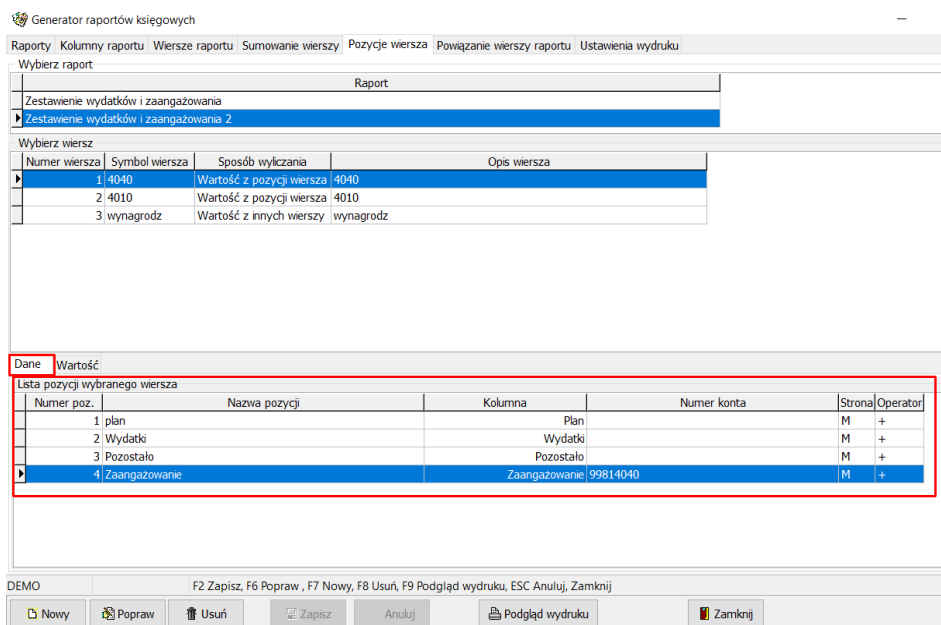 Generator raportów księgowych
Raporty Kolumny raportu Wiersze raportu Sumowanie wierszy Pozycje wiersza Powiązanie wierszy raportu Ustawienia wydruku
Wybierz raport
Raport
Zestawienie wydatków i zaangażowania
Zestawienie wydatków i zaangażowania 2
Wybierz wiersz
Numer wiersza Symbol wiersza Sposób wyliczania Opis wiersza
1 4040 Wartość z pozycji wiersza 4040
2 4010 Wartość z pozycji wiersza 4010
3 wynagrodz Wartość z innych wierszy wynagrodz
Dane Wartość
Lista pozycji wybranego wiersza
Numer poz. Nazwa pozycji Kolumna Numer konta Strona Operator
1 plan Plan M +
2 Wydatki Wydatki M +
3 Pozostało Pozostało M +
4 Zaangażowanie Zaangażowanie 99814040 M +
DEMO F2 Zapisz, F6 Popraw , F7 Nowy, F8 Usuń, F9 Podgląd wydruku, ESC Anuluj, Zamknij
Nowy Popraw Usuń Zapisz Anuluj Podgląd wydruku Zamknij